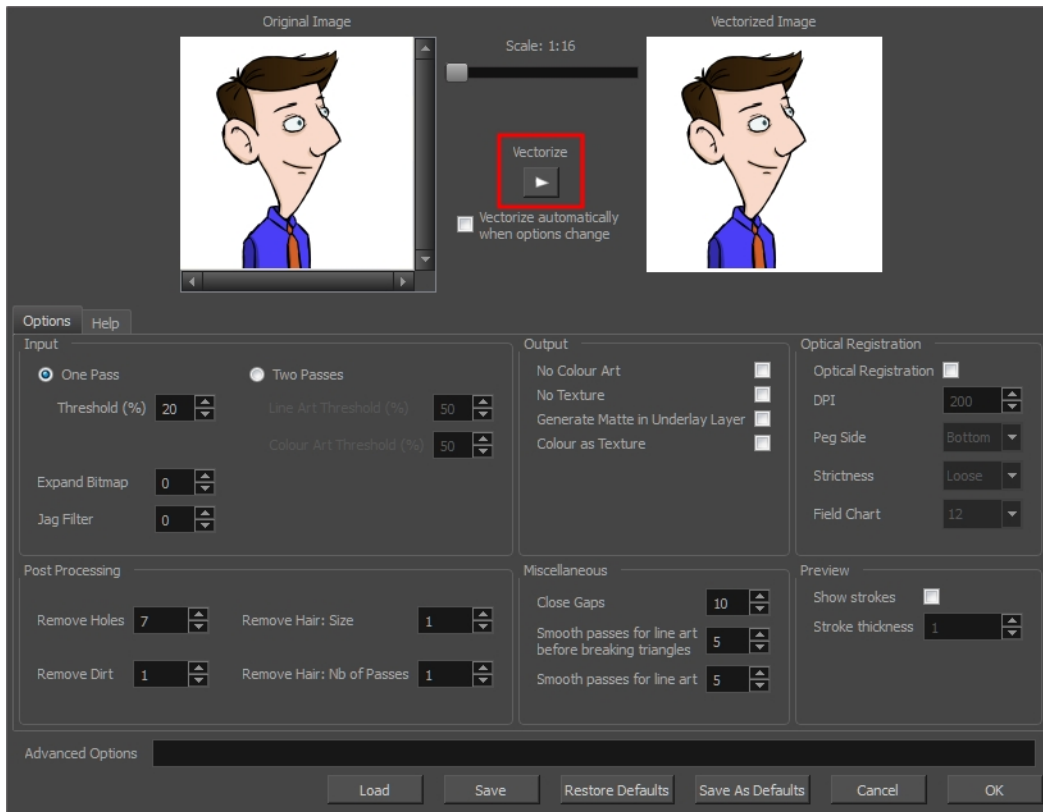 Original Image
Vectorized Image
Scale: 1:16
Vectorize
Vectorize automatically
when options change
Options
Help
Input
One Pass
Two Passes
Threshold (%) 20
Line Art Threshold (%) 50
Colour Art Threshold (%) 50
Expand Bitmap 0
Jag Filter 0
Output
No Colour Art
No Texture
Generate Matte in Underlay Layer
Colour as Texture
Optical Registration
Optical Registration
DPI 200
Peg Side Bottom
Strictness Loose
Field Chart 12
Post Processing
Remove Holes 7
Remove Hair: Size 1
Remove Dirt 1
Remove Hair: Nb of Passes 1
Miscellaneous
Close Gaps 10
Smooth passes for line art
before breaking triangles 5
Smooth passes for line art 5
Preview
Show strokes
Stroke thickness 1
Advanced Options
Load
Save
Restore Defaults
Save As Defaults
Cancel
OK